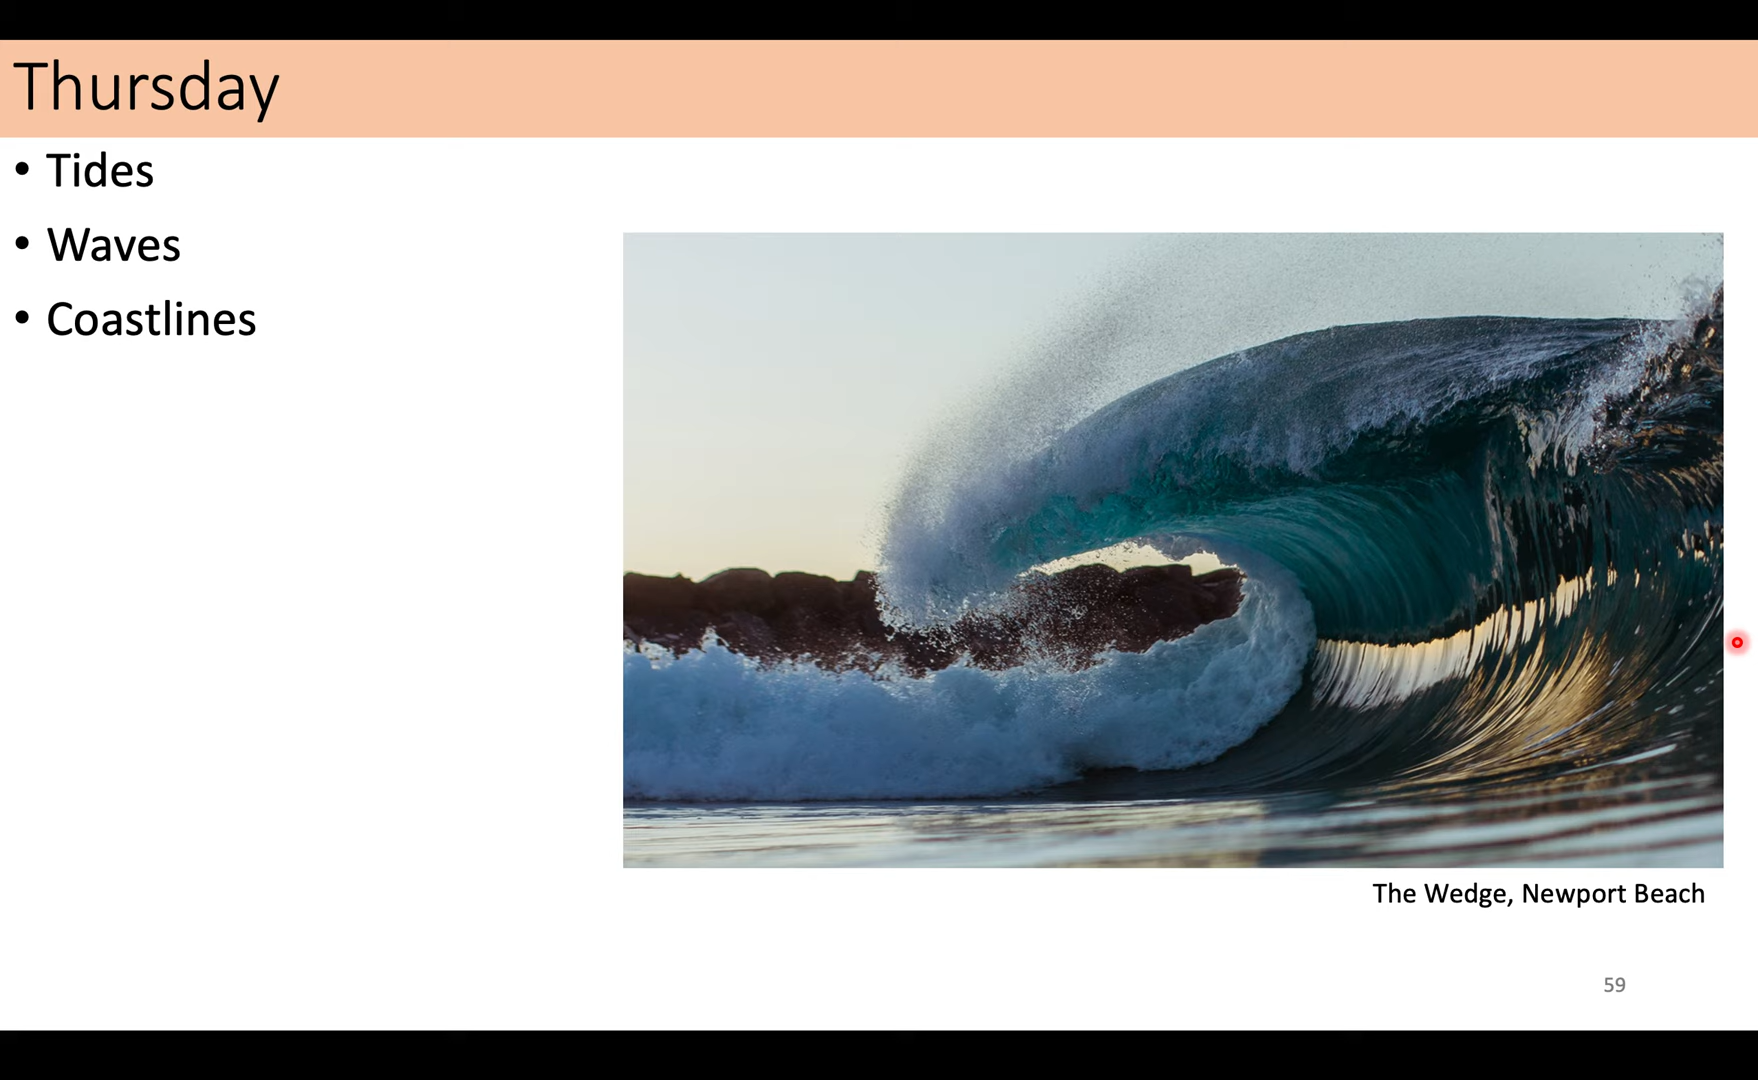 Thursday
• Tides
• Waves
• Coastlines
The Wedge, Newport Beach
59